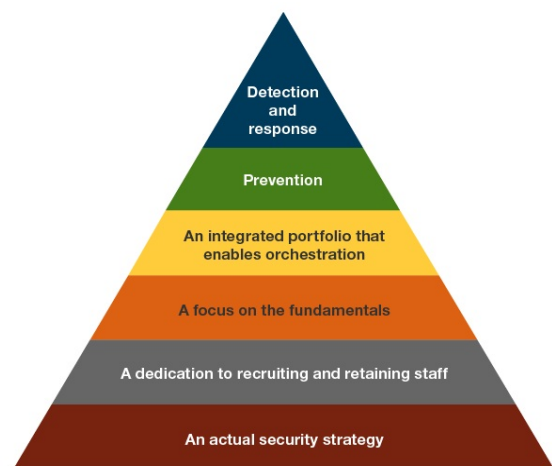 Detection
and
response
Prevention
An integrated portfolio that
enables orchestration
A focus on the fundamentals
A dedication to recruiting and retaining staff
An actual security strategy